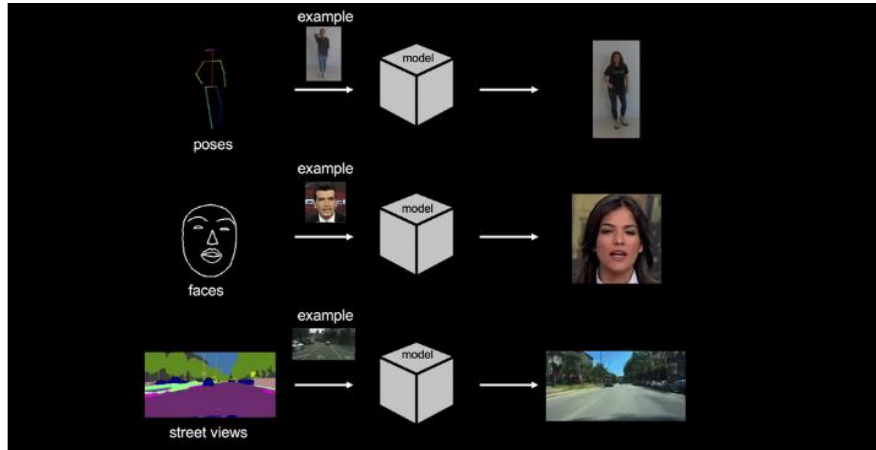 example
model
poses
example
model
faces
example
model
street views